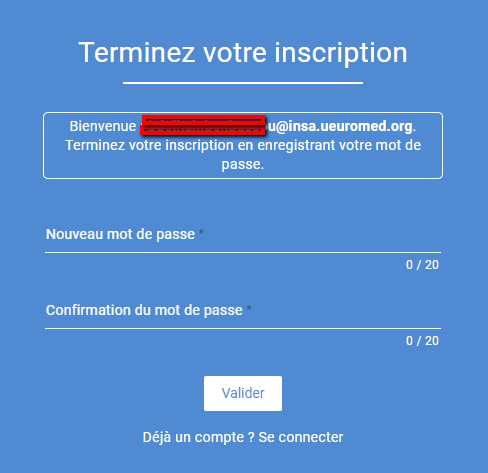 Terminez votre inscription
Bienvenue u@insa.ueuromed.org.
Terminez votre inscription en enregistrant votre mot de
passe.
Nouveau mot de passe *
0 / 20
Confirmation du mot de passe *
0 / 20
Valider
Déjà un compte ? Se connecter